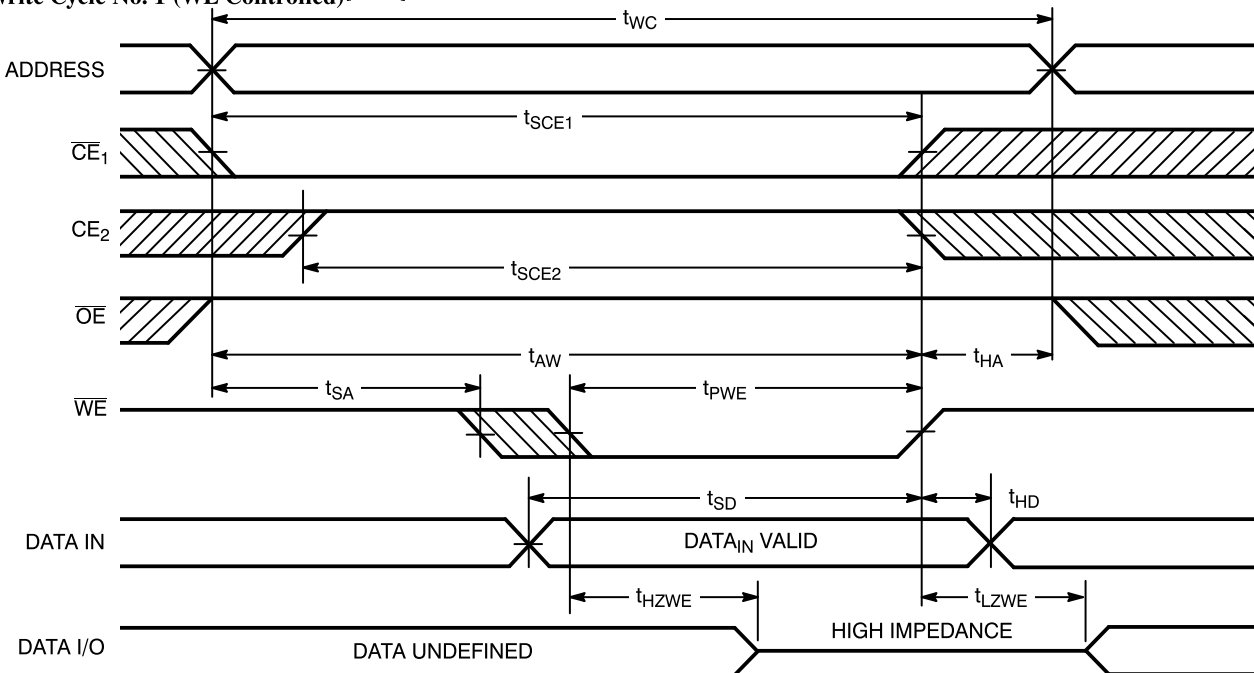 Write Cycle No. 1 (WE Controlled)
tWC
ADDRESS
tSCE1
CE1
CE2
tSCE2
OE
tAW
tHA
tSA
tPWE
WE
tSD
tHD
DATA IN
DATAIN VALID
tHZWE
tLZWE
HIGH IMPEDANCE
DATA I/O
DATA UNDEFINED